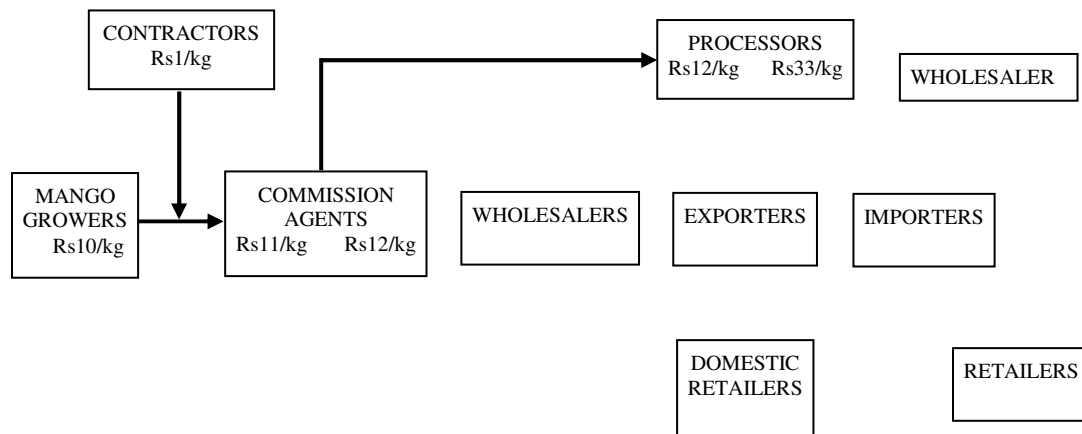 CONTRACTORS
Rs1/kg
PROCESSORS
Rs12/kg Rs33/kg
WHOLESALER
MANGO
GROWERS
Rs10/kg
COMMISSION
AGENTS
Rs11/kg Rs12/kg
WHOLESALERS
EXPORTERS
IMPORTERS
DOMESTIC
RETAILERS
RETAILERS